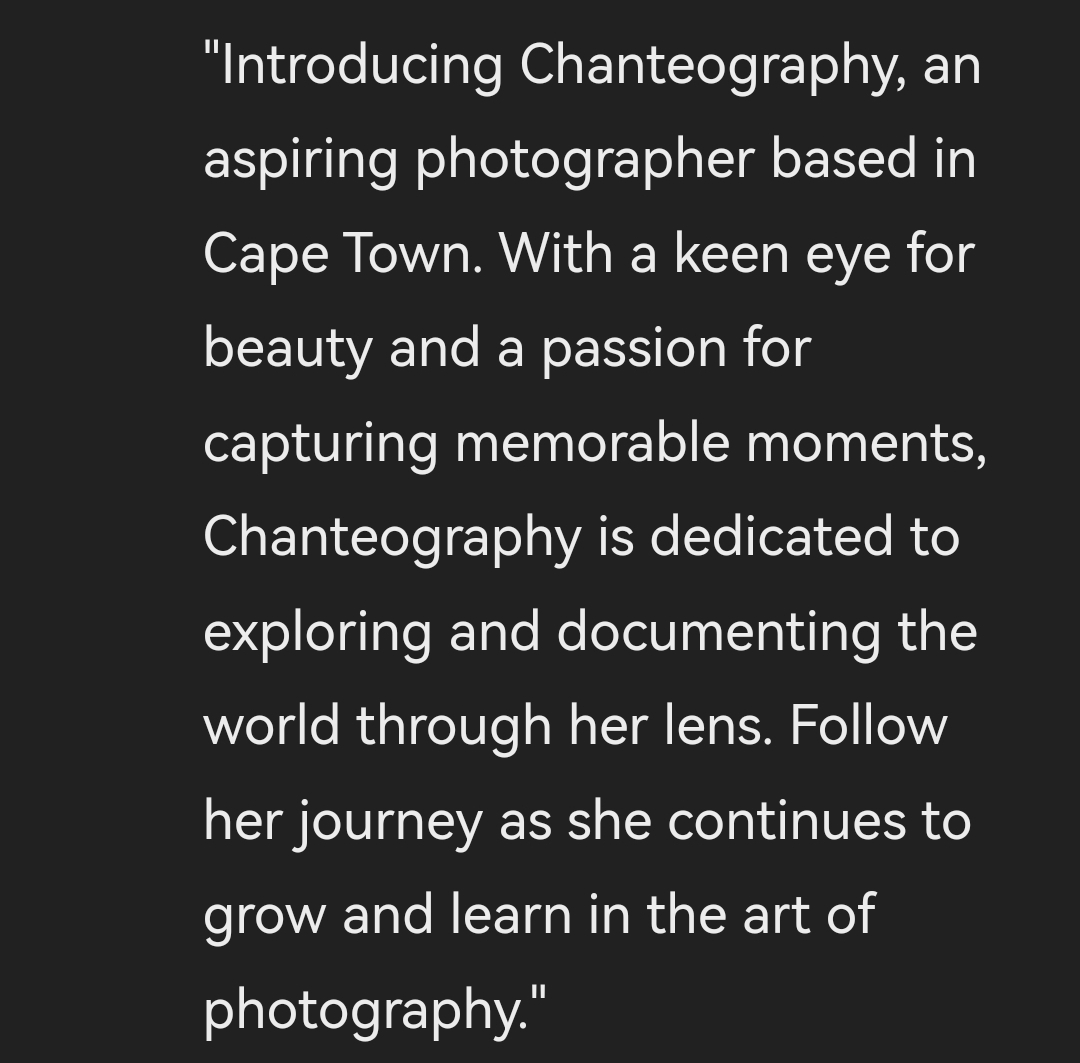 "Introducing Chanteography, an
aspiring photographer based in
Cape Town. With a keen eye for
beauty and a passion for
capturing memorable moments,
Chanteography is dedicated to
exploring and documenting the
world through her lens. Follow
her journey as she continues to
grow and learn in the art of
photography."